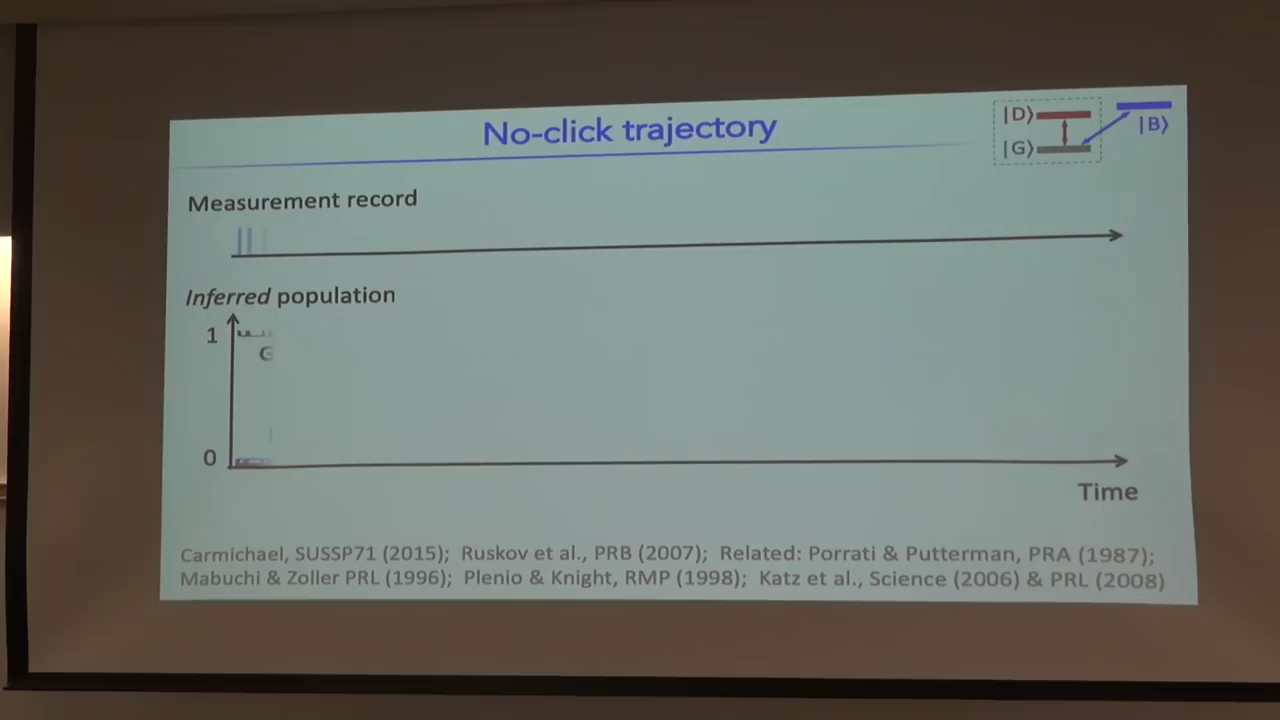 No-click trajectory
|D⟩
|B⟩
|G⟩
Measurement record
Inferred population
1
G
0
Time
Carmichael, SUSSP71 (2015); Ruskov et al., PRB (2007); Related: Porrati & Putterman, PRA (1987);
Mabuchi & Zoller PRL (1996); Plenio & Knight, RMP (1998); Katz et al., Science (2006) & PRL (2008)